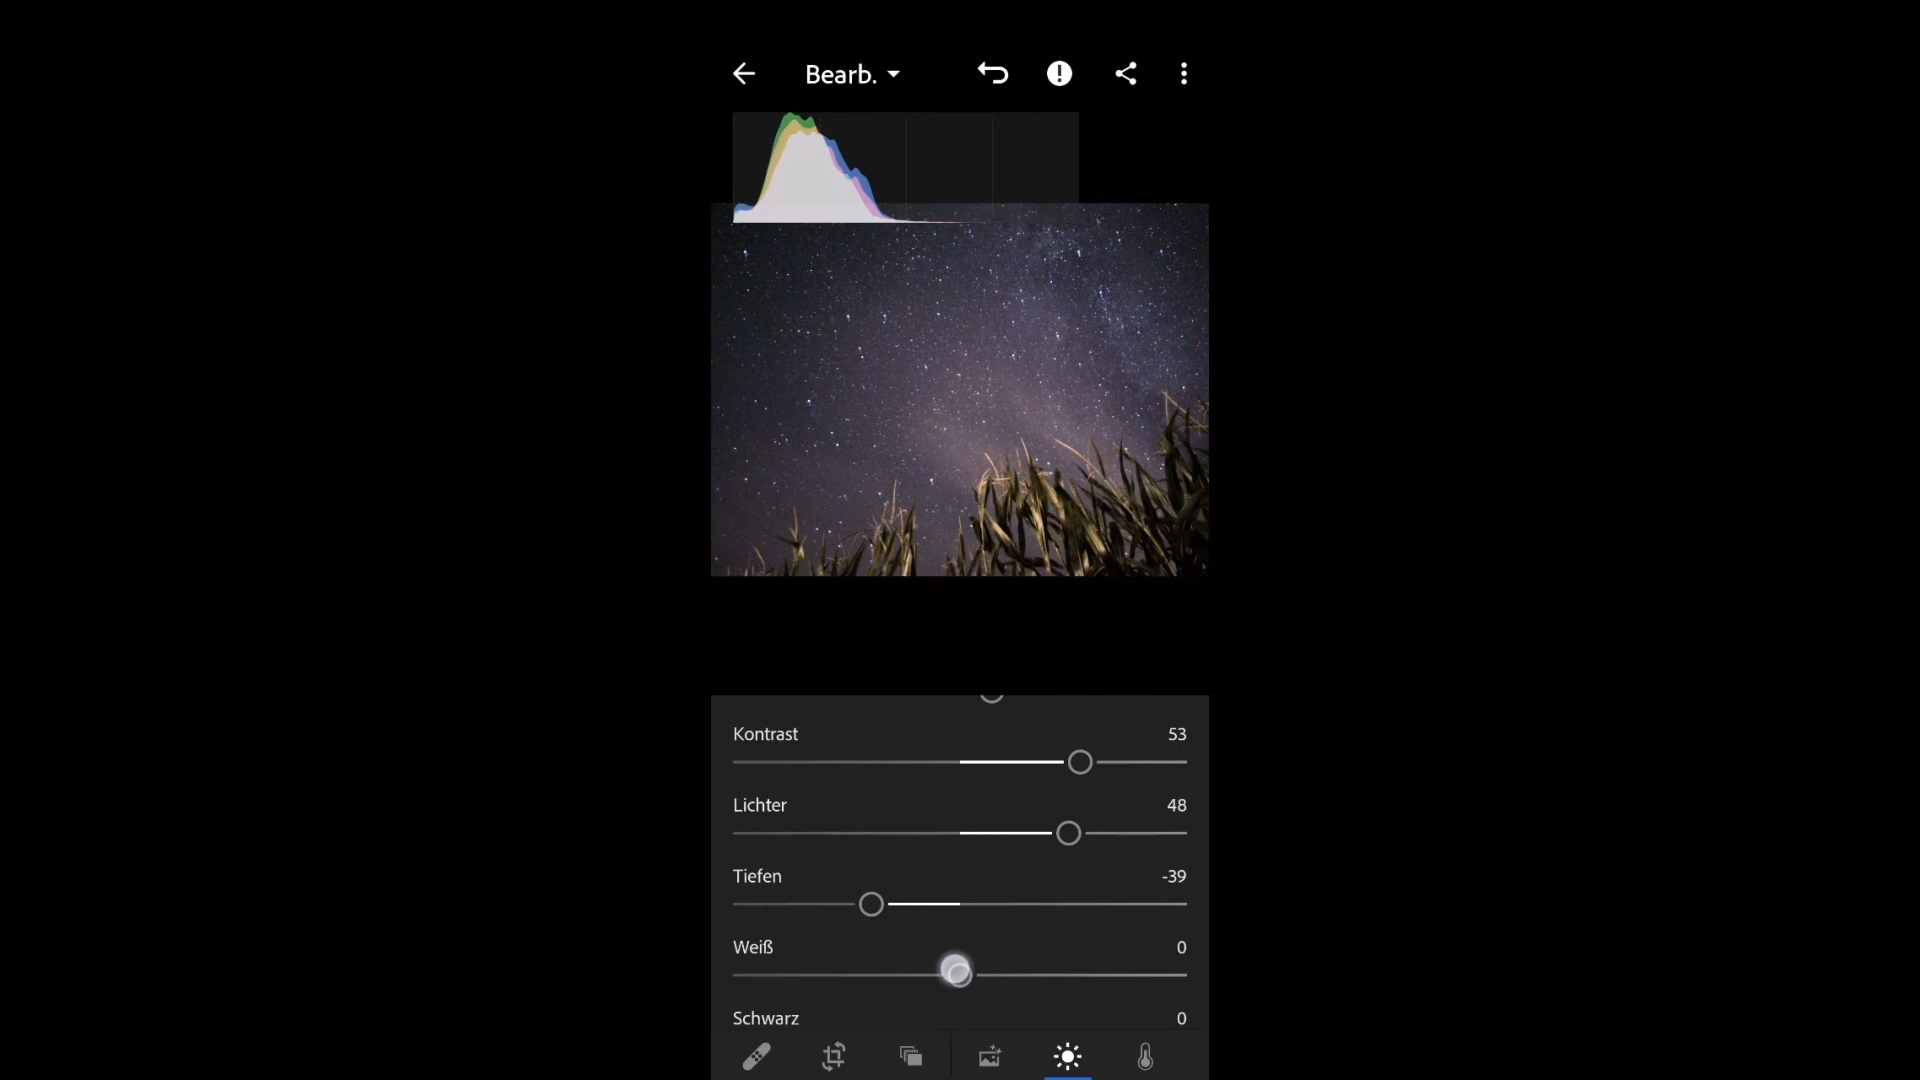 Bearb.
Kontrast 53
Lichter 48
Tiefen -39
Weiß 0
Schwarz 0